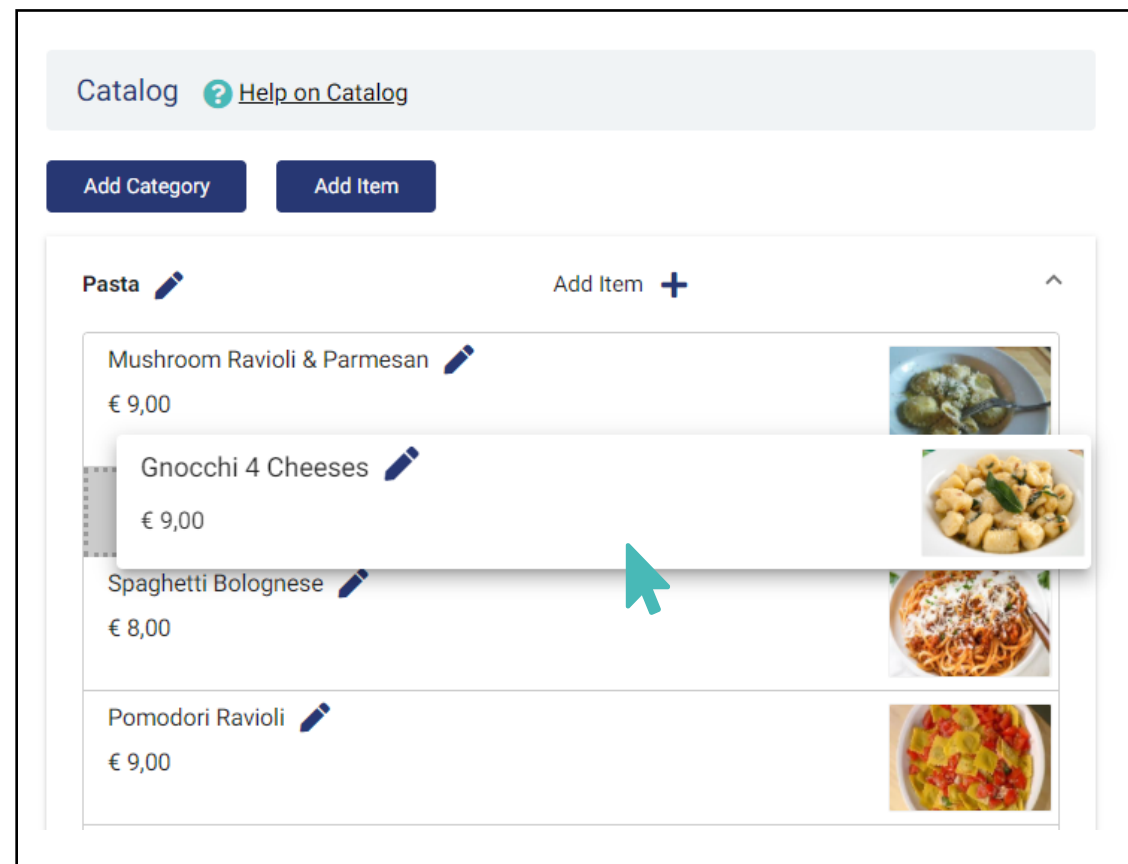 Catalog ? Help on Catalog
Add Category Add Item
Pasta Add Item
Mushroom Ravioli & Parmesan
€ 9,00
Gnocchi 4 Cheeses
€ 9,00
Spaghetti Bolognese
€ 8,00
Pomodori Ravioli
€ 9,00